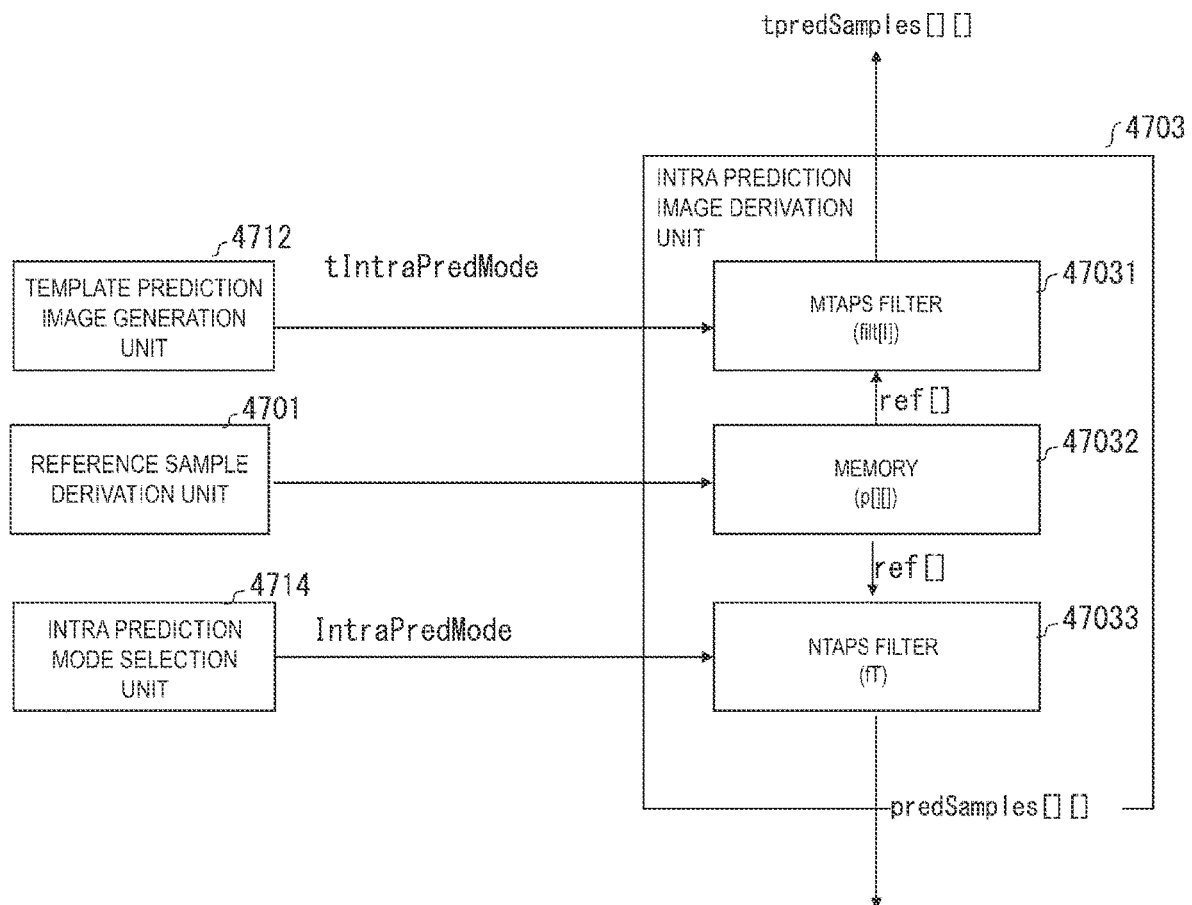 tpredSamples[][]
4703
INTRA PREDICTION
IMAGE DERIVATION
UNIT
4712
TEMPLATE PREDICTION
IMAGE GENERATION
UNIT
tIntraPredMode
47031
MTAPS FILTER
(filt[I])
ref[]
4701
REFERENCE SAMPLE
DERIVATION UNIT
47032
MEMORY
(p[][])
ref[]
4714
INTRA PREDICTION
MODE SELECTION
UNIT
IntraPredMode
47033
NTAPS FILTER
(fT)
predSamples[][]